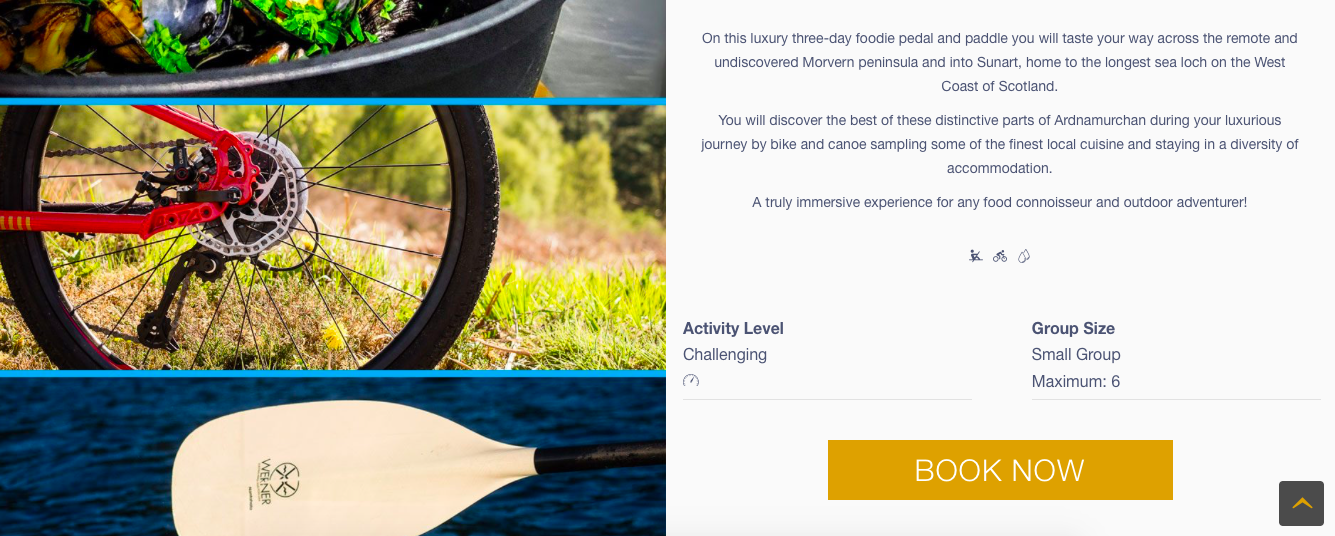 On this luxury three-day foodie pedal and paddle you will taste your way across the remote and
undiscovered Morvern peninsula and into Sunart, home to the longest sea loch on the West
Coast of Scotland.
You will discover the best of these distinctive parts of Ardnamurchan during your luxurious
journey by bike and canoe sampling some of the finest local cuisine and staying in a diversity of
accommodation.
A truly immersive experience for any food connoisseur and outdoor adventurer!
Activity Level
Challenging
Group Size
Small Group
Maximum: 6
BOOK NOW
WERNER